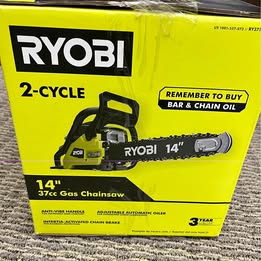 RYOBI
2-CYCLE
REMEMBER TO BUY
BAR & CHAIN OIL
RYOBI 14"
14"
37cc Gas Chainsaw
ANTI-VIBE HANDLE
ADJUSTABLE AUTOMATIC OILER
INERTIA-ACTIVATED CHAIN BRAKE
3 YEAR